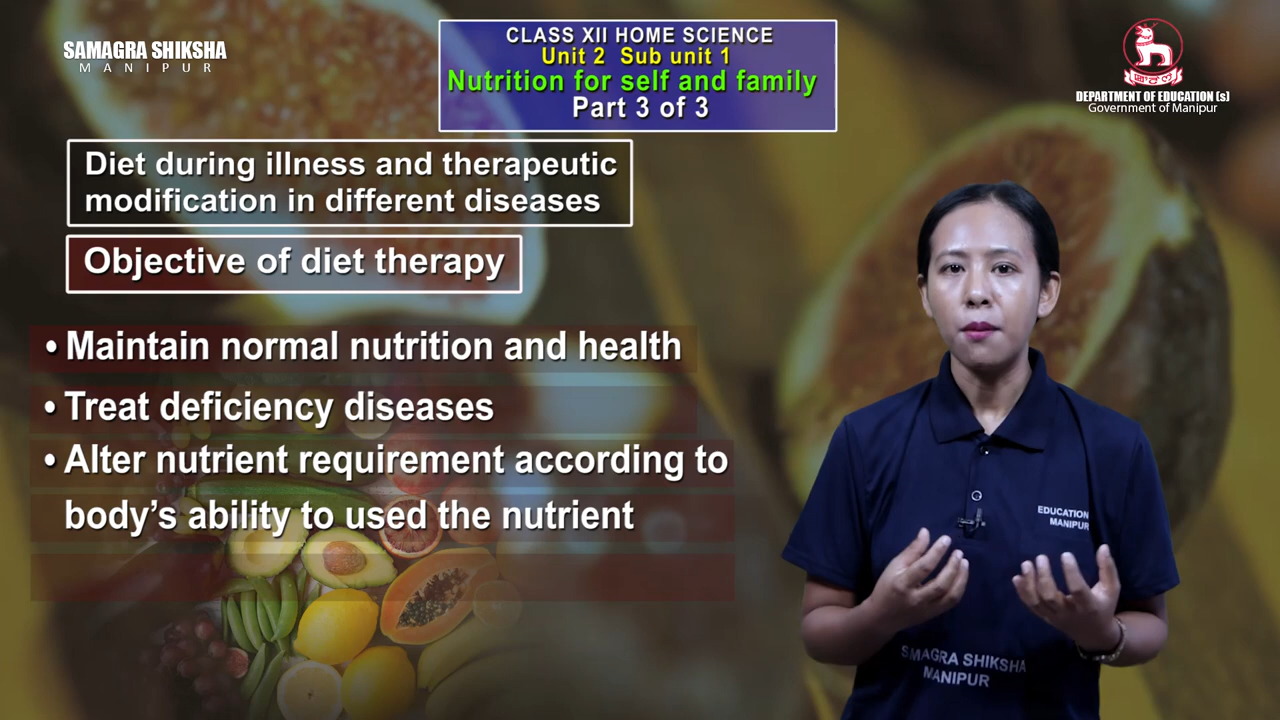 SAMAGRA SHIKSHA
MANIPUR
CLASS XII HOME SCIENCE
Unit 2 Sub unit 1
Nutrition for self and family
Part 3 of 3
DEPARTMENT OF EDUCATION (s)
Government of Manipur
Diet during illness and therapeutic
modification in different diseases
Objective of diet therapy
• Maintain normal nutrition and health
• Treat deficiency diseases
• Alter nutrient requirement according to
body's ability to used the nutrient
EDUCATION
MANIPUR
SMAGRA SHIKSHA
MANIPUR